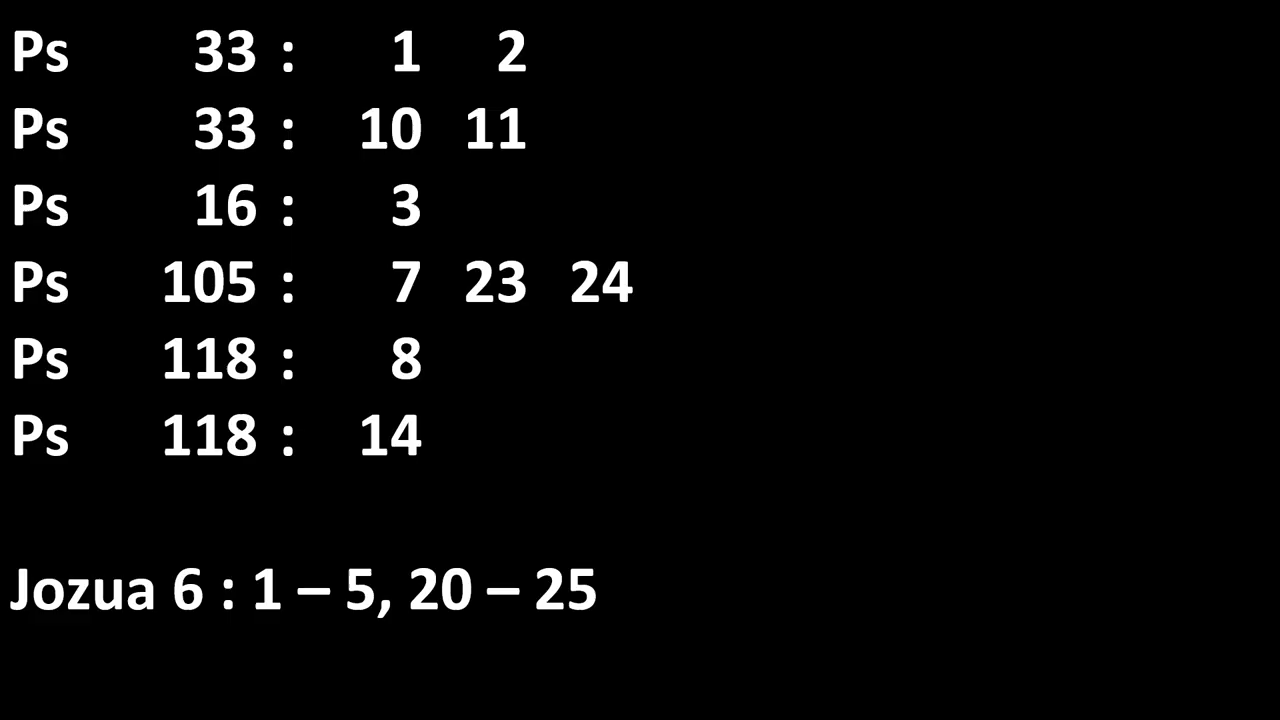 Ps 33 : 1 2
Ps 33 : 10 11
Ps 16 : 3
Ps 105 : 7 23 24
Ps 118 : 8
Ps 118 : 14
Jozua 6 : 1 – 5, 20 – 25